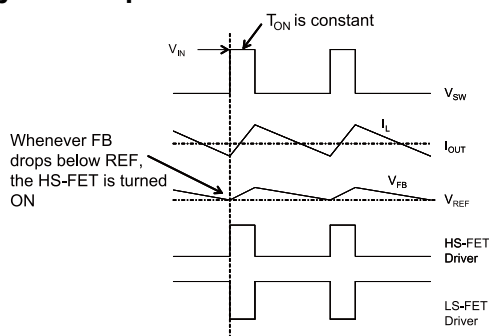 T_ON is constant
V_IN
V_SW
I_L
I_OUT
Whenever FB
drops below REF,
the HS-FET is turned
ON
V_FB
V_REF
HS-FET
Driver
LS-FET
Driver